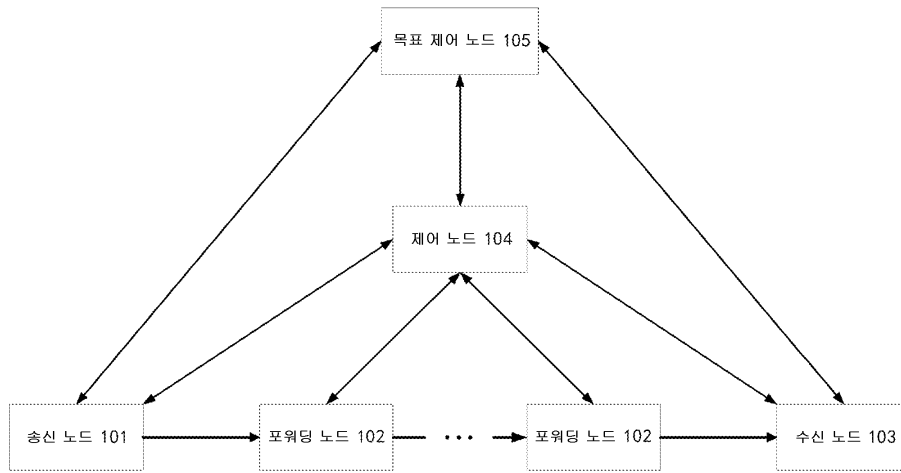 목표 제어 노드 105
제어 노드 104
송신 노드 101
포워딩 노드 102
...
포워딩 노드 102
수신 노드 103